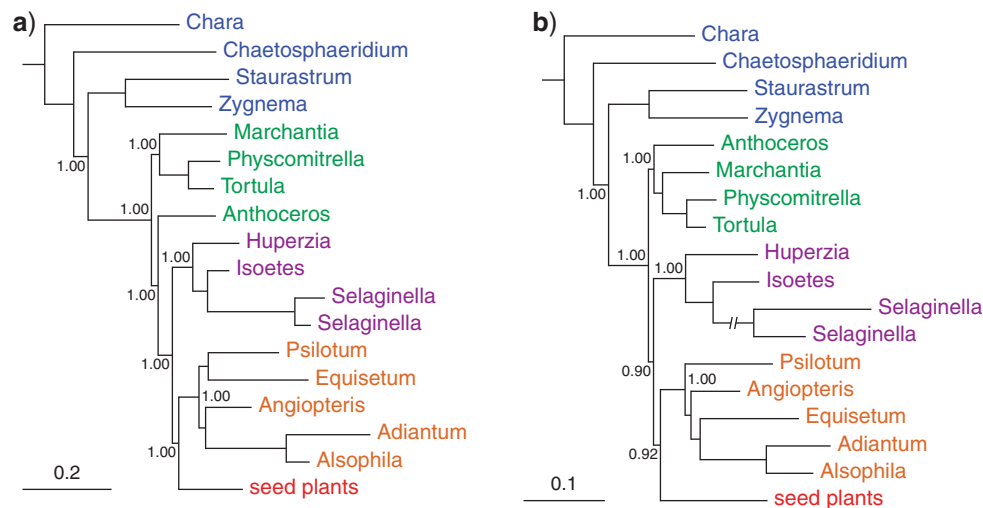 a)
Chara
Chaetosphaeridium
Staurastrum
Zygnema
1.00
Marchantia
Physcomitrella
Tortula
1.00
Anthoceros
Huperzia
1.00
Isoetes
1.00
Selaginella
Selaginella
Psilotum
1.00
Equisetum
1.00
Angiopteris
Adiantum
1.00
Alsophila
0.2
seed plants
b)
Chara
Chaetosphaeridium
Staurastrum
Zygnema
Anthoceros
1.00
Marchantia
1.00
Physcomitrella
Tortula
1.00
Huperzia
1.00
Isoetes
Selaginella
Selaginella
Psilotum
0.90
1.00
Angiopteris
Equisetum
Adiantum
0.92
Alsophila
0.1
seed plants